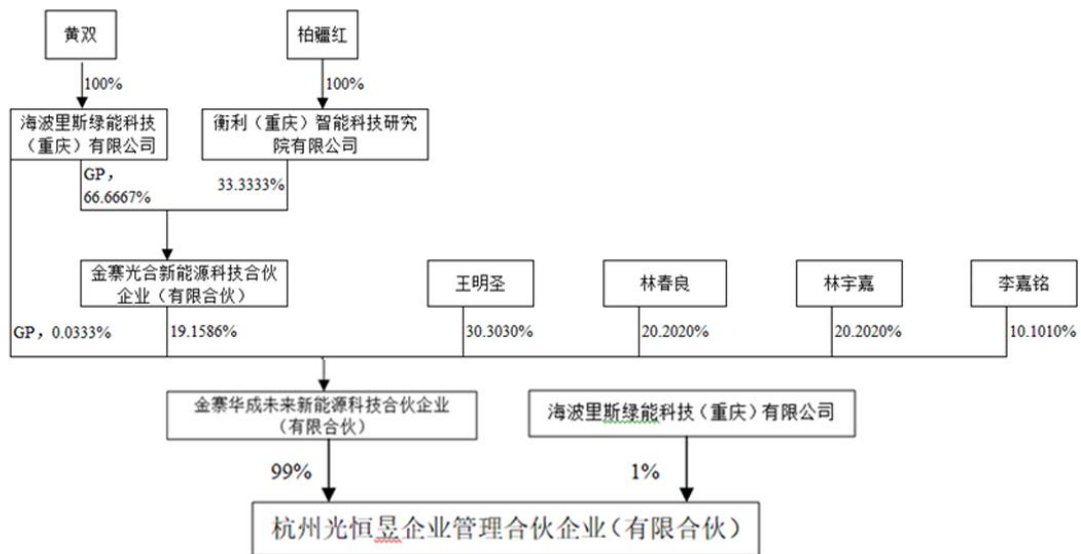 黄双
柏疆红
100%
100%
海波里斯绿能科技
（重庆）有限公司
衡利（重庆）智能科技研究
院有限公司
GP，
66.6667%
33.3333%
金寨光合新能源科技合伙
企业（有限合伙）
王明圣
林春良
林宇嘉
李嘉铭
GP，0.0333%
19.1586%
30.3030%
20.2020%
20.2020%
10.1010%
金寨华成未来新能源科技合伙企业
（有限合伙）
海波里斯绿能科技（重庆）有限公司
99%
1%
杭州光恒昱企业管理合伙企业（有限合伙）